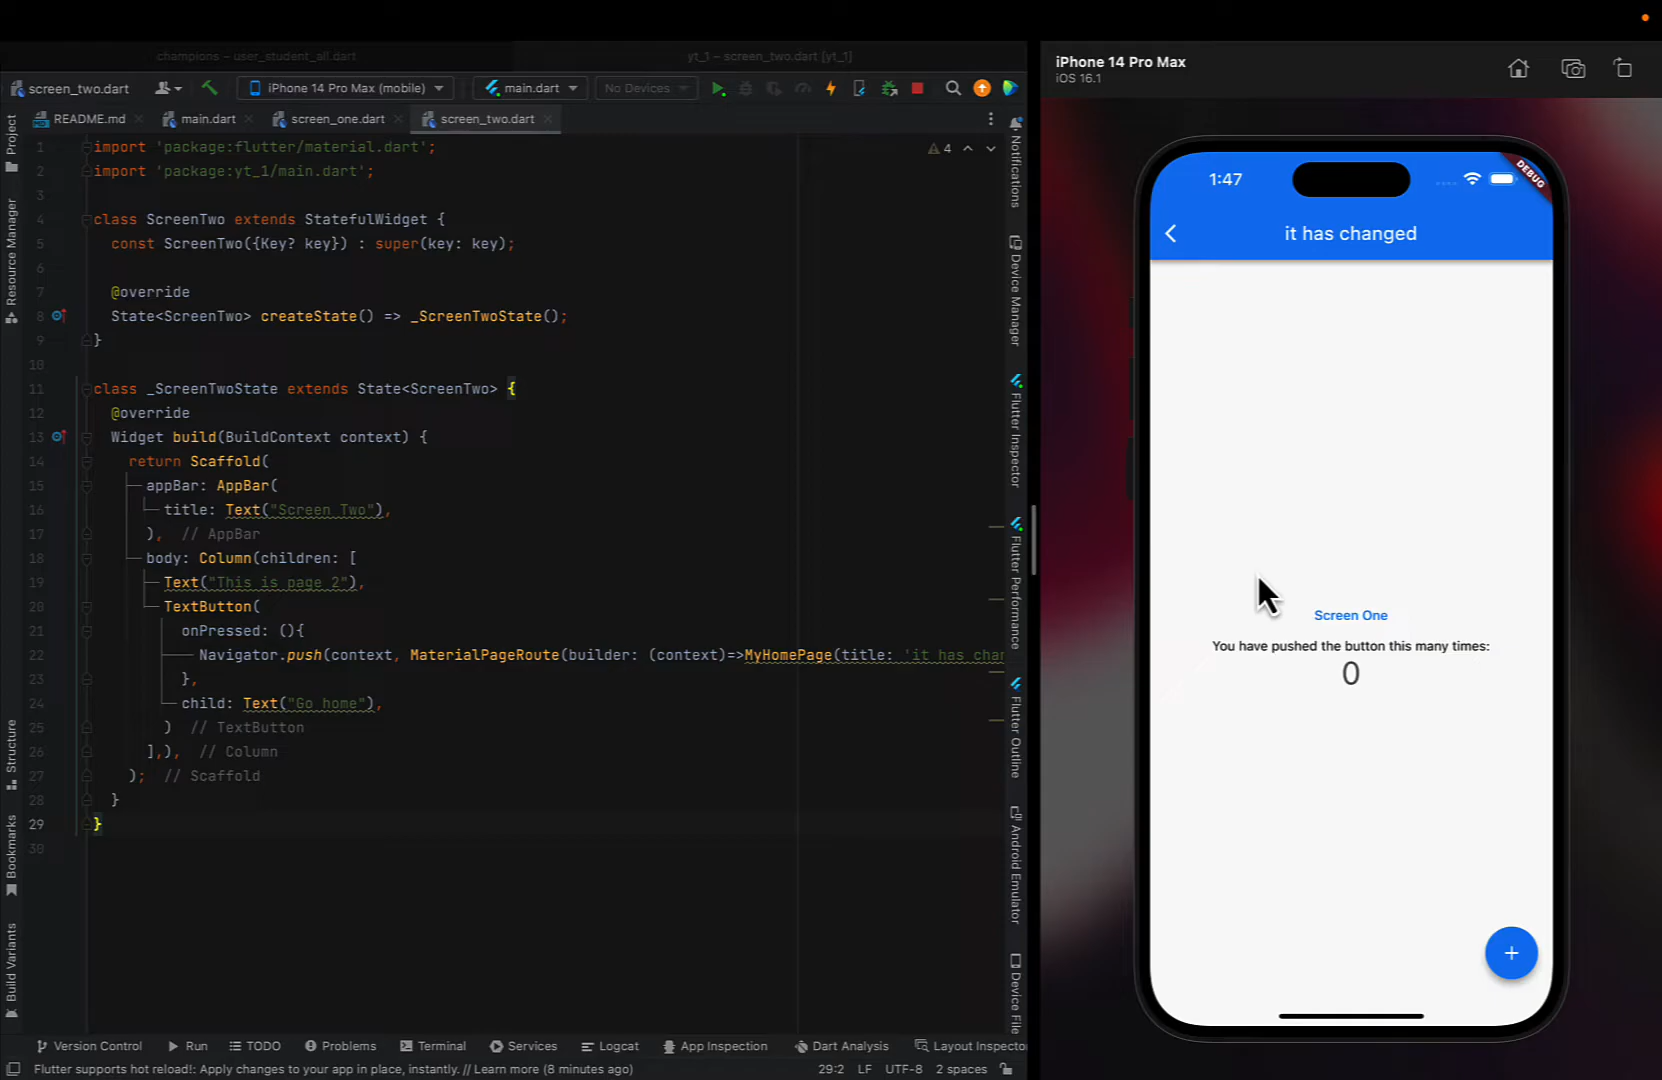 champions – user_student_all.dart
yt_1 – screen_two.dart [yt_1]
screen_two.dart
iPhone 14 Pro Max (mobile)
main.dart
No Devices
README.md
main.dart
screen_one.dart
screen_two.dart
Project
Resource Manager
Structure
Bookmarks
Build Variants
4
1 import 'package:flutter/material.dart';
2 import 'package:yt_1/main.dart';
3
4 class ScreenTwo extends StatefulWidget {
5 const ScreenTwo({Key? key}) : super(key: key);
6
7 @override
8 State<ScreenTwo> createState() => _ScreenTwoState();
9 }
10
11 class _ScreenTwoState extends State<ScreenTwo> {
12 @override
13 Widget build(BuildContext context) {
14 return Scaffold(
15 appBar: AppBar(
16 title: Text("Screen Two"),
17 ), // AppBar
18 body: Column(children: [
19 Text("This is page 2"),
20 TextButton(
21 onPressed: (){
22 Navigator.push(context, MaterialPageRoute(builder: (context)=>MyHomePage(title: 'it has chan
23 },
24 child: Text("Go home"),
25 ) // TextButton
26 ],), // Column
27 ); // Scaffold
28 }
29 }
30
Notifications
Device Manager
Flutter Inspector
Flutter Performance
Flutter Outline
Android Emulator
Device File
Version Control
Run
TODO
Problems
Terminal
Services
Logcat
App Inspection
Dart Analysis
Layout Inspecto
Flutter supports hot reload!: Apply changes to your app in place, instantly. // Learn more (8 minutes ago)
29:2 LF UTF-8 2 spaces
iPhone 14 Pro Max
iOS 16.1
1:47
DEBUG
it has changed
Screen One
You have pushed the button this many times:
0